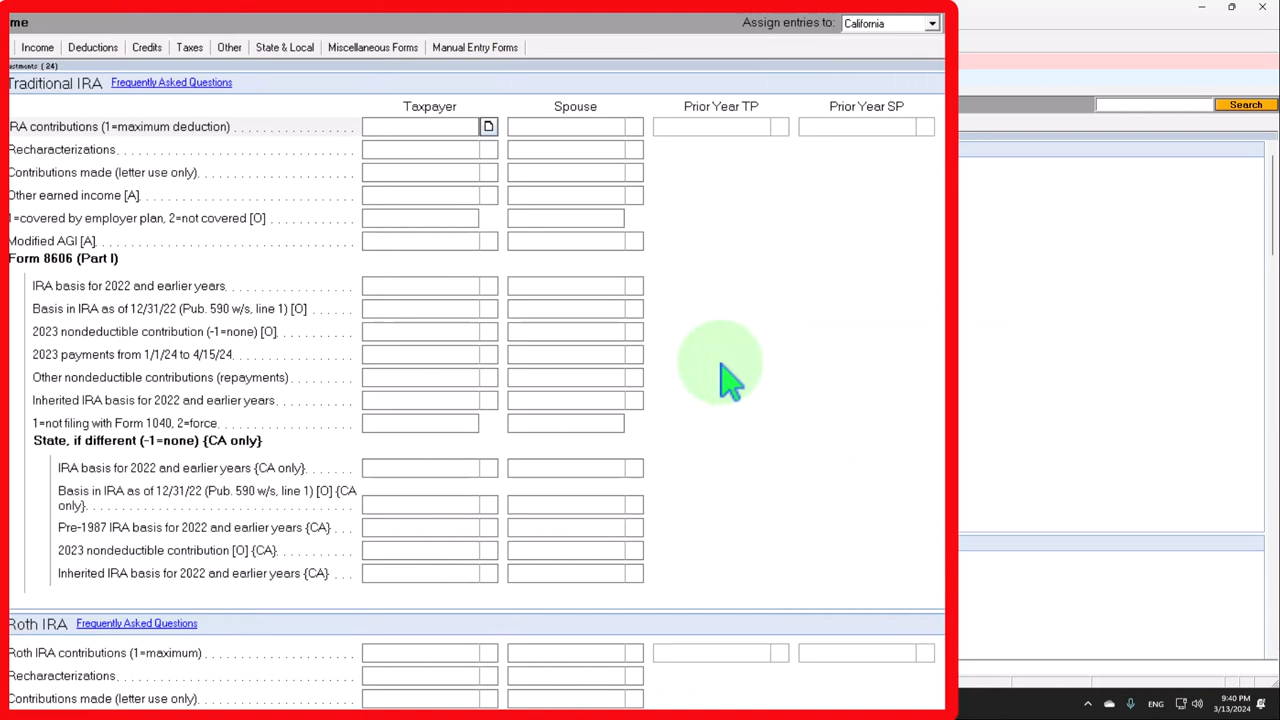 me
Assign entries to: California
Income Deductions Credits Taxes Other State & Local Miscellaneous Forms Manual Entry Forms
ustments (24)
Traditional IRA Frequently Asked Questions
Search
Taxpayer Spouse Prior Year TP Prior Year SP
IRA contributions (1=maximum deduction)
Recharacterizations
Contributions made (letter use only)
Other earned income [A]
1=covered by employer plan, 2=not covered [O]
Modified AGI [A]
Form 8606 (Part I)
IRA basis for 2022 and earlier years
Basis in IRA as of 12/31/22 (Pub. 590 w/s, line 1) [O]
2023 nondeductible contribution (-1=none) [O]
2023 payments from 1/1/24 to 4/15/24
Other nondeductible contributions (repayments)
Inherited IRA basis for 2022 and earlier years
1=not filing with Form 1040, 2=force
State, if different (-1=none) {CA only}
IRA basis for 2022 and earlier years {CA only}
Basis in IRA as of 12/31/22 (Pub. 590 w/s, line 1) [O] {CA
only}
Pre-1987 IRA basis for 2022 and earlier years {CA}
2023 nondeductible contribution [O] {CA}
Inherited IRA basis for 2022 and earlier years {CA}
Roth IRA Frequently Asked Questions
Roth IRA contributions (1=maximum)
Recharacterizations
Contributions made (letter use only)
ENG
9:40 PM
3/13/2024